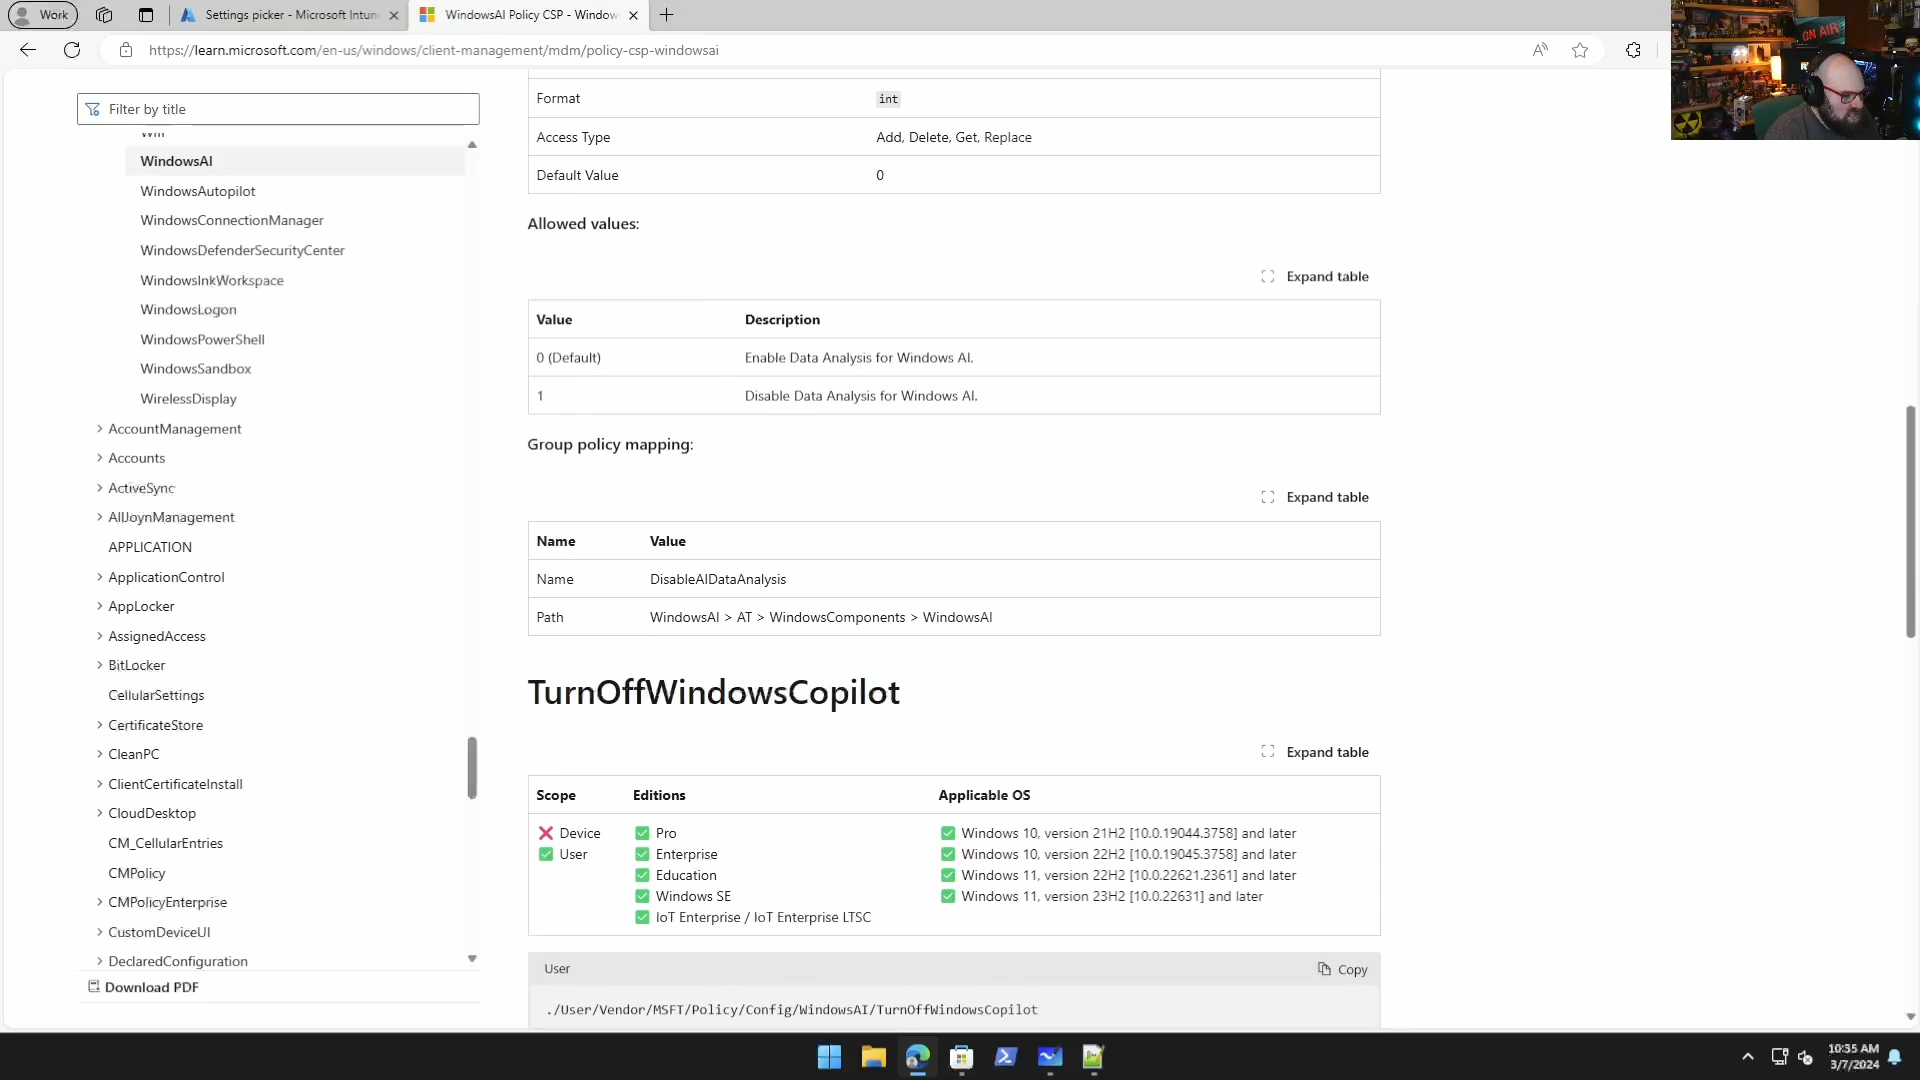 Work
Settings picker - Microsoft Intun
WindowsAI Policy CSP - Window
https://learn.microsoft.com/en-us/windows/client-management/mdm/policy-csp-windowsai
ON AIR
Filter by title
Wifi
WindowsAI
WindowsAutopilot
WindowsConnectionManager
WindowsDefenderSecurityCenter
WindowsInkWorkspace
WindowsLogon
WindowsPowerShell
WindowsSandbox
WirelessDisplay
AccountManagement
Accounts
ActiveSync
AllJoynManagement
APPLICATION
ApplicationControl
AppLocker
AssignedAccess
BitLocker
CellularSettings
CertificateStore
CleanPC
ClientCertificateInstall
CloudDesktop
CM_CellularEntries
CMPolicy
CMPolicyEnterprise
CustomDeviceUI
DeclaredConfiguration
Download PDF
Format int
Access Type Add, Delete, Get, Replace
Default Value 0
Allowed values:
Expand table
Value Description
0 (Default) Enable Data Analysis for Windows AI.
1 Disable Data Analysis for Windows AI.
Group policy mapping:
Expand table
Name Value
Name DisableAIDataAnalysis
Path WindowsAI > AT > WindowsComponents > WindowsAI
TurnOffWindowsCopilot
Expand table
Scope Editions Applicable OS
❌ Device ✅ Pro ✅ Windows 10, version 21H2 [10.0.19044.3758] and later
✅ User ✅ Enterprise ✅ Windows 10, version 22H2 [10.0.19045.3758] and later
✅ Education ✅ Windows 11, version 22H2 [10.0.22621.2361] and later
✅ Windows SE ✅ Windows 11, version 23H2 [10.0.22631] and later
✅ IoT Enterprise / IoT Enterprise LTSC
User Copy
./User/Vendor/MSFT/Policy/Config/WindowsAI/TurnOffWindowsCopilot
10:35 AM
3/7/2024